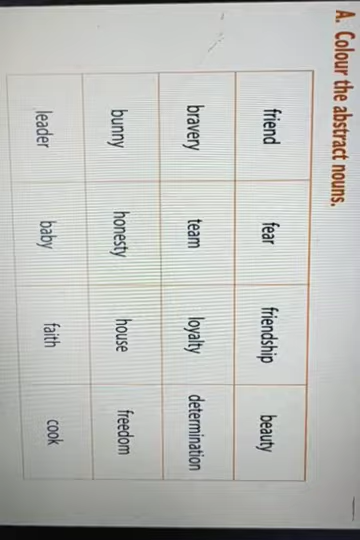 A. Colour the abstract nouns.
friend fear friendship beauty
bravery team loyalty determination
bunny honesty house freedom
leader baby faith cook